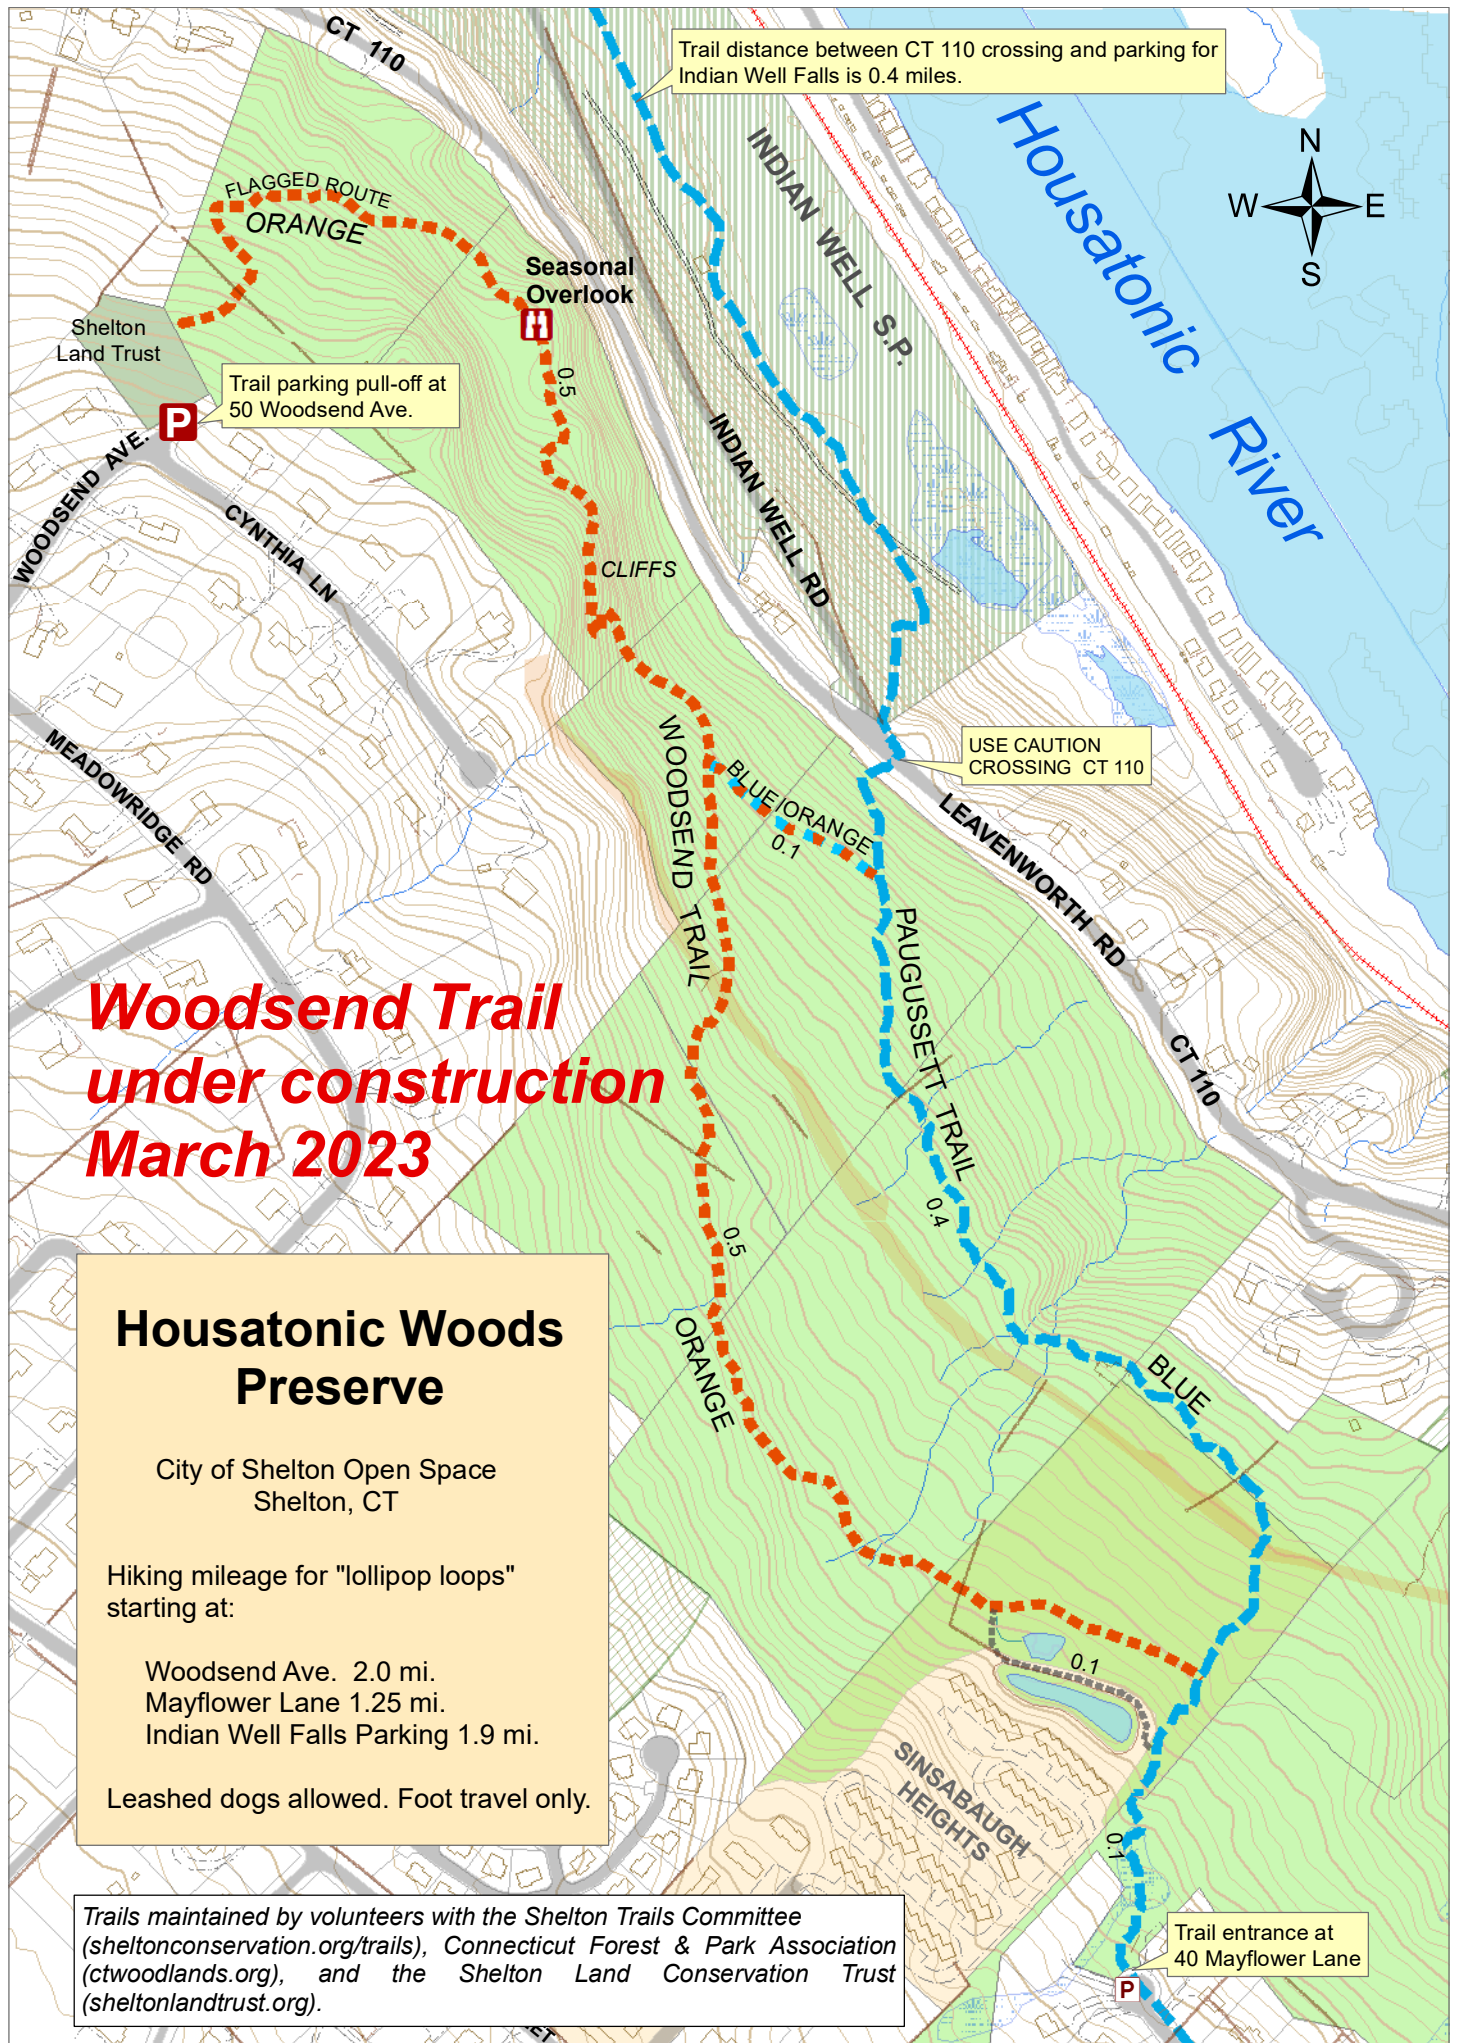 CT 110
Trail distance between CT 110 crossing and parking for
Indian Well Falls is 0.4 miles.
Housatonic
River
N
W
E
S
INDIAN WELL S.P.
FLAGGED ROUTE
ORANGE
Seasonal
Overlook
Shelton
Land Trust
Trail parking pull-off at
50 Woodsend Ave.
P
0.5
WOODSEND AVE.
CYNTHIA LN
INDIAN WELL RD
CLIFFS
MEADOWRIDGE RD
WOODSEND TRAIL
BLUE/ORANGE
0.1
USE CAUTION
CROSSING CT 110
LEAVENWORTH RD
CT 110
PAUGUSSETT TRAIL
0.4
Woodsend Trail
under construction
March 2023
0.5
ORANGE
BLUE
Housatonic Woods
Preserve
City of Shelton Open Space
Shelton, CT
Hiking mileage for "lollipop loops"
starting at:
Woodsend Ave. 2.0 mi.
Mayflower Lane 1.25 mi.
Indian Well Falls Parking 1.9 mi.
Leashed dogs allowed. Foot travel only.
0.1
SINSABAUGH
HEIGHTS
0.1
Trail entrance at
40 Mayflower Lane
P
Trails maintained by volunteers with the Shelton Trails Committee
(sheltonconservation.org/trails), Connecticut Forest & Park Association
(ctwoodlands.org), and the Shelton Land Conservation Trust
(sheltonlandtrust.org).